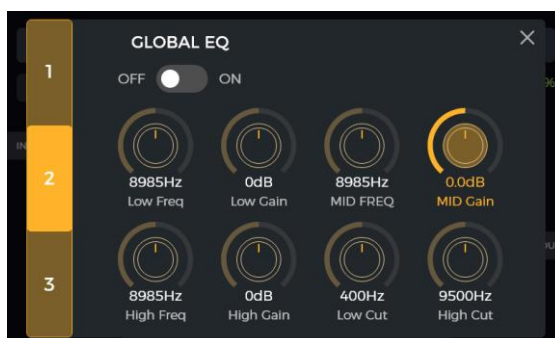 GLOBAL EQ
1
OFF ON
%
IN
2
8985Hz 0dB 8985Hz 0.0dB
Low Freq Low Gain MID FREQ MID Gain
3
8985Hz 0dB 400Hz 9500Hz
High Freq High Gain Low Cut High Cut